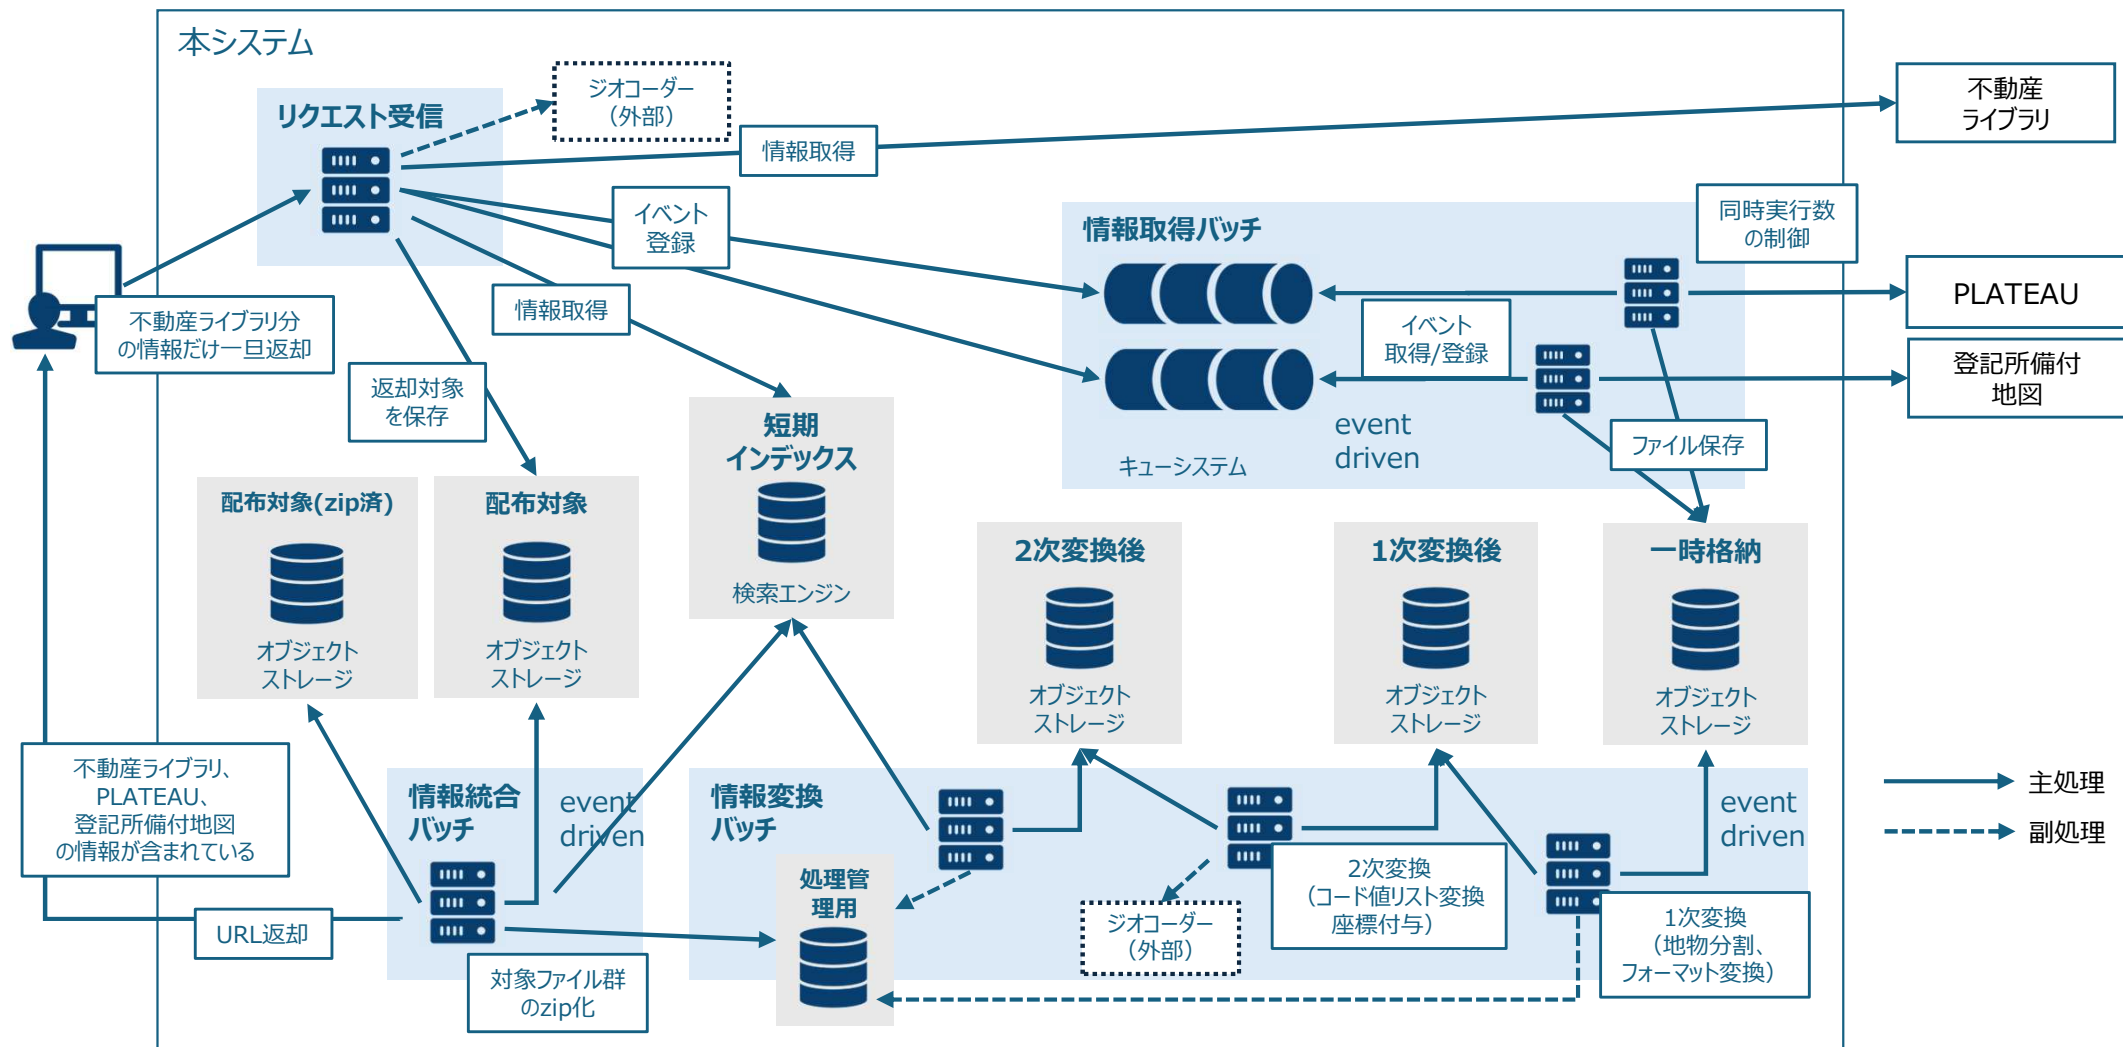 本システム
ジオコーダー
（外部）
不動産
ライブラリ
リクエスト受信
情報取得
イベント
登録
同時実行数
の制御
情報取得バッチ
PLATEAU
不動産ライブラリ分
の情報だけ一旦返却
情報取得
イベント
取得/登録
登記所備付
地図
返却対象
を保存
短期
インデックス
event
driven
ファイル保存
キューシステム
配布対象(zip済)
配布対象
2次変換後
1次変換後
一時格納
検索エンジン
オブジェクト
ストレージ
オブジェクト
ストレージ
オブジェクト
ストレージ
オブジェクト
ストレージ
オブジェクト
ストレージ
不動産ライブラリ、
PLATEAU、
登記所備付地図
の情報が含まれている
情報統合
バッチ
event
driven
情報変換
バッチ
event
driven
主処理
副処理
処理管
理用
2次変換
（コード値リスト変換
座標付与）
ジオコーダー
（外部）
1次変換
（地物分割、
フォーマット変換）
URL返却
対象ファイル群
のzip化